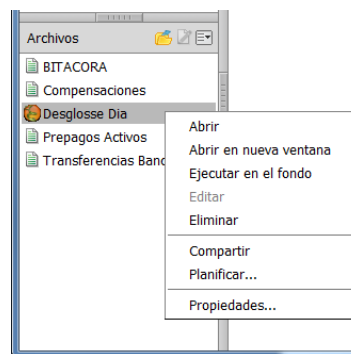 Archivos
BITACORA
Compensaciones
Desglosse Dia
Prepagos Activos
Transferencias Banc
Abrir
Abrir en nueva ventana
Ejecutar en el fondo
Editar
Eliminar
Compartir
Planificar...
Propiedades...